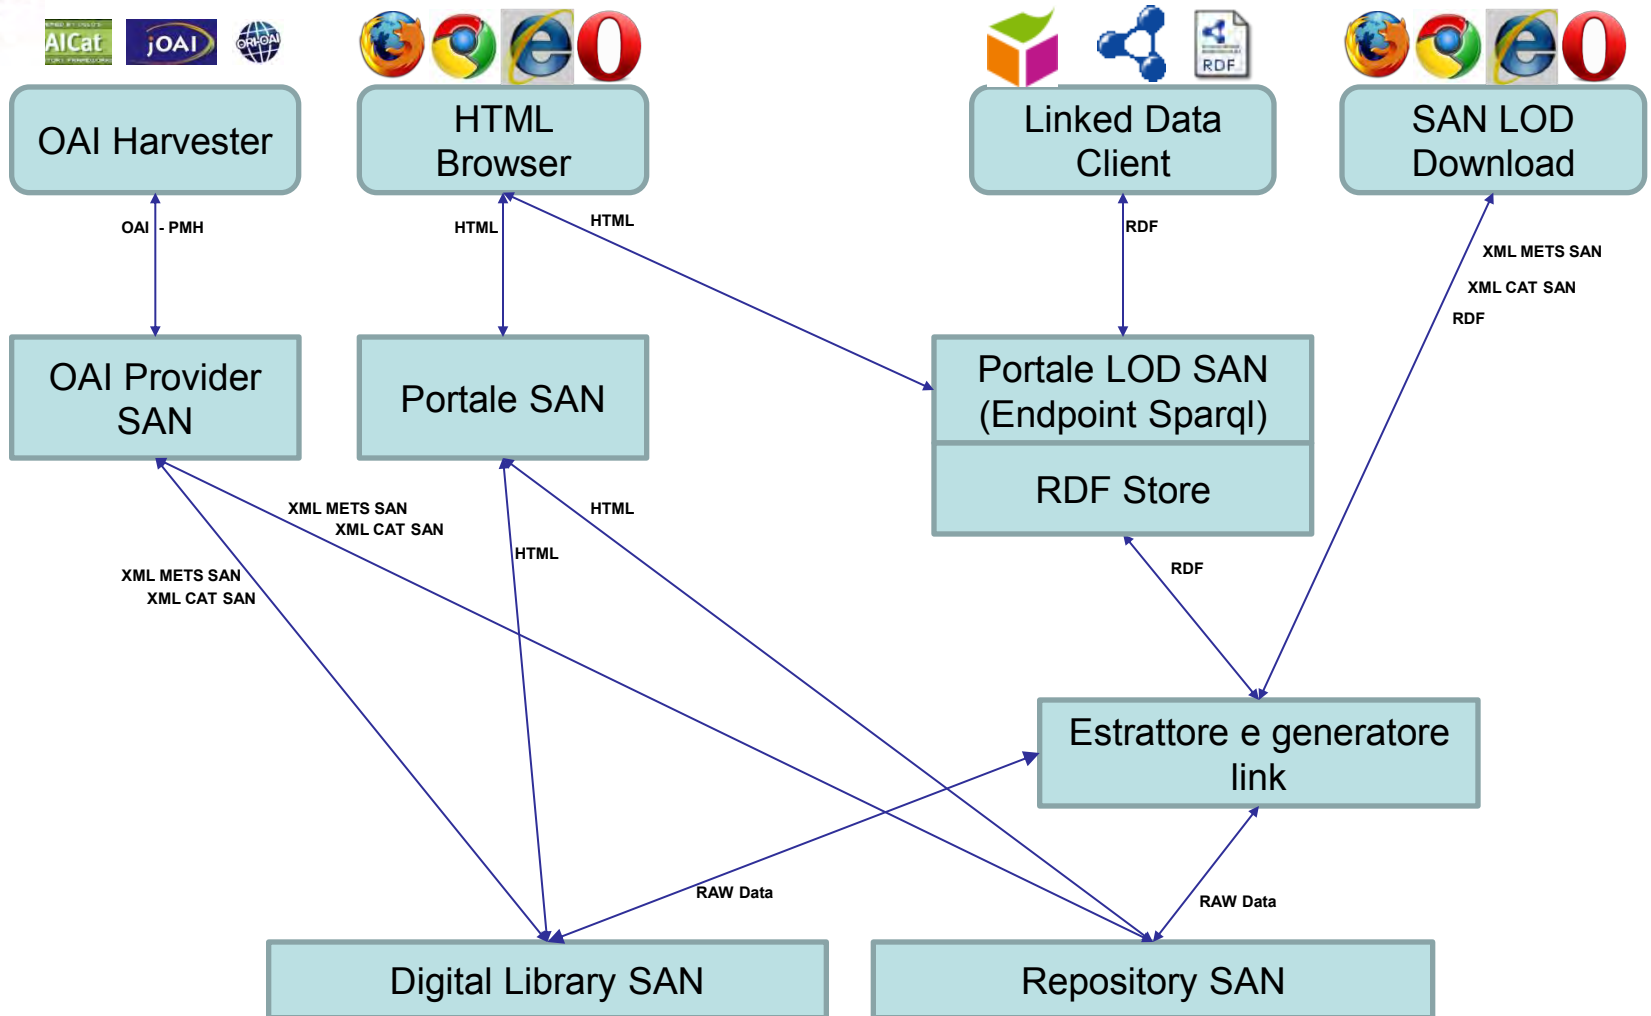 AICat
jOAI
ORI-OAI
RDF
OAI Harvester
HTML
Browser
Linked Data
Client
SAN LOD
Download
OAI - PMH
HTML
HTML
RDF
XML METS SAN
XML CAT SAN
RDF
OAI Provider
SAN
Portale SAN
Portale LOD SAN
(Endpoint Sparql)
RDF Store
XML METS SAN
XML CAT SAN
HTML
HTML
XML METS SAN
XML CAT SAN
RDF
Estrattore e generatore
link
RAW Data
RAW Data
Digital Library SAN
Repository SAN